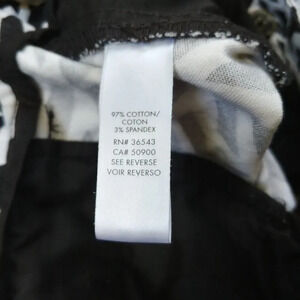 97% COTTON/
COTON
3% SPANDEX
RN# 36543
CA# 50900
SEE REVERSE
VOIR REVERSO